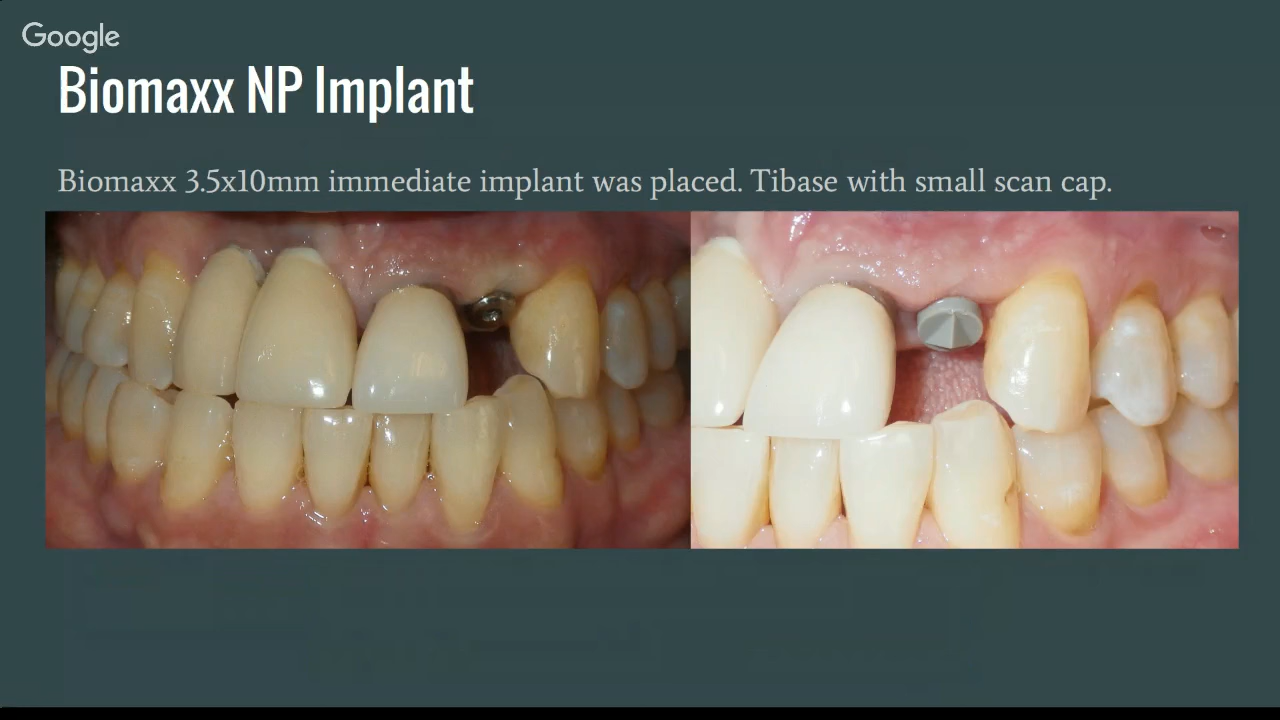 Google
Biomaxx NP Implant
Biomaxx 3.5x10mm immediate implant was placed. Tibase with small scan cap.